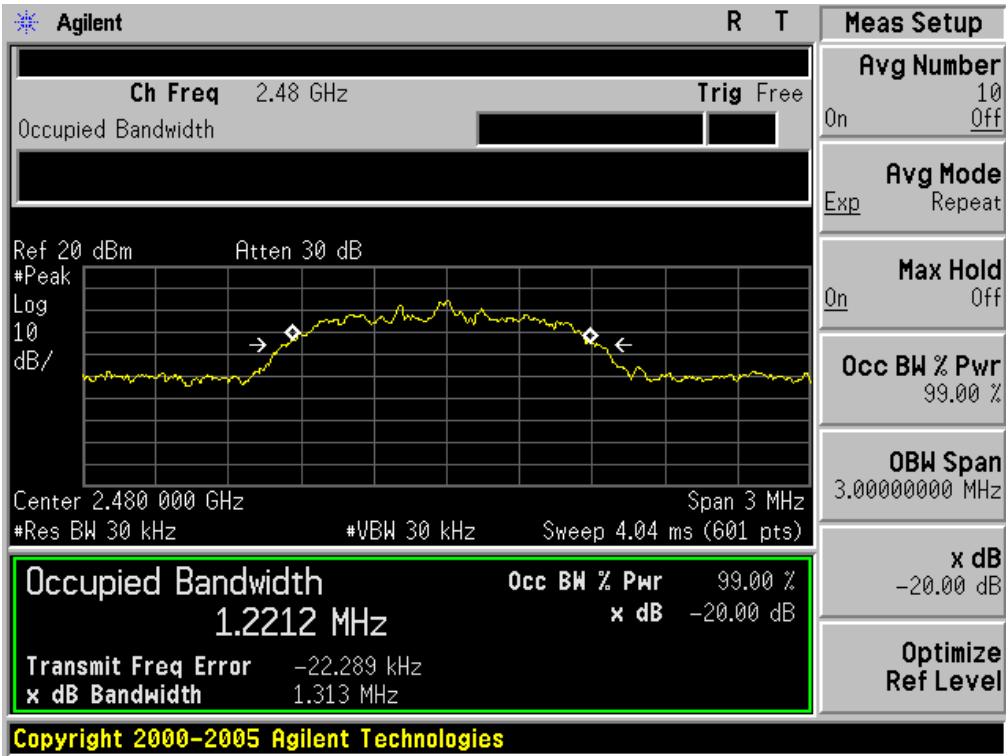 Agilent R T
Ch Freq 2.48 GHz Trig Free
Occupied Bandwidth
Ref 20 dBm Atten 30 dB
#Peak
Log
10
dB/
Center 2.480 000 GHz Span 3 MHz
#Res BW 30 kHz #VBW 30 kHz Sweep 4.04 ms (601 pts)
Occupied Bandwidth Occ BW % Pwr 99.00 %
1.2212 MHz x dB -20.00 dB
Transmit Freq Error -22.289 kHz
x dB Bandwidth 1.313 MHz
Copyright 2000-2005 Agilent Technologies
Meas Setup
Avg Number
10
On Off
Avg Mode
Exp Repeat
Max Hold
On Off
Occ BW % Pwr
99.00 %
OBW Span
3.00000000 MHz
x dB
-20.00 dB
Optimize
Ref Level